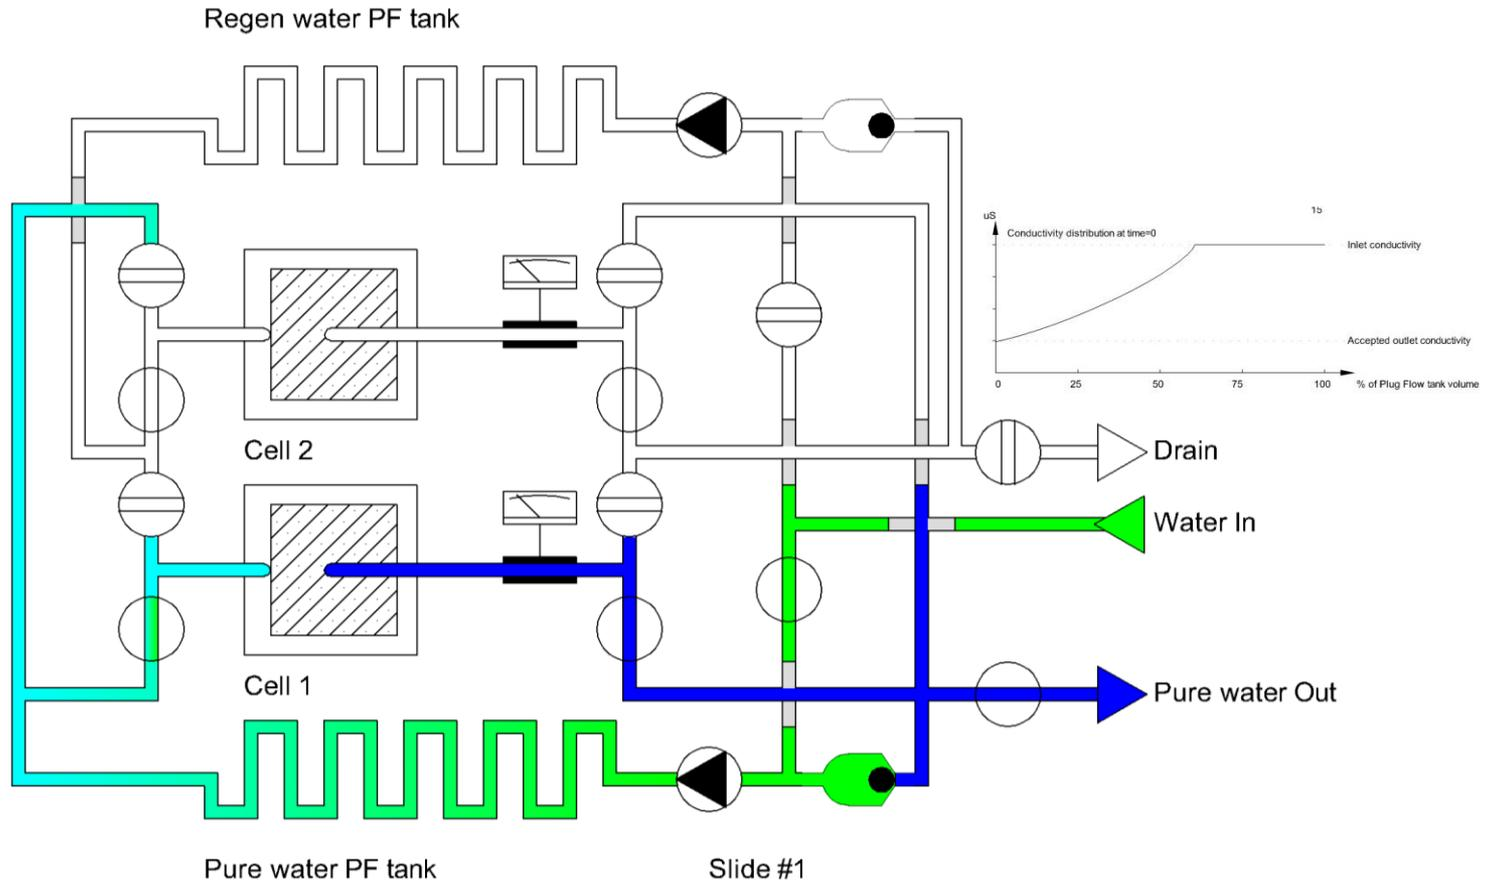 Regen water PF tank
15
uS
Conductivity distribution at time=0
Inlet conductivity
Accepted outlet conductivity
0 25 50 75 100 % of Plug Flow tank volume
Cell 2
Drain
Water In
Cell 1
Pure water Out
Pure water PF tank
Slide #1